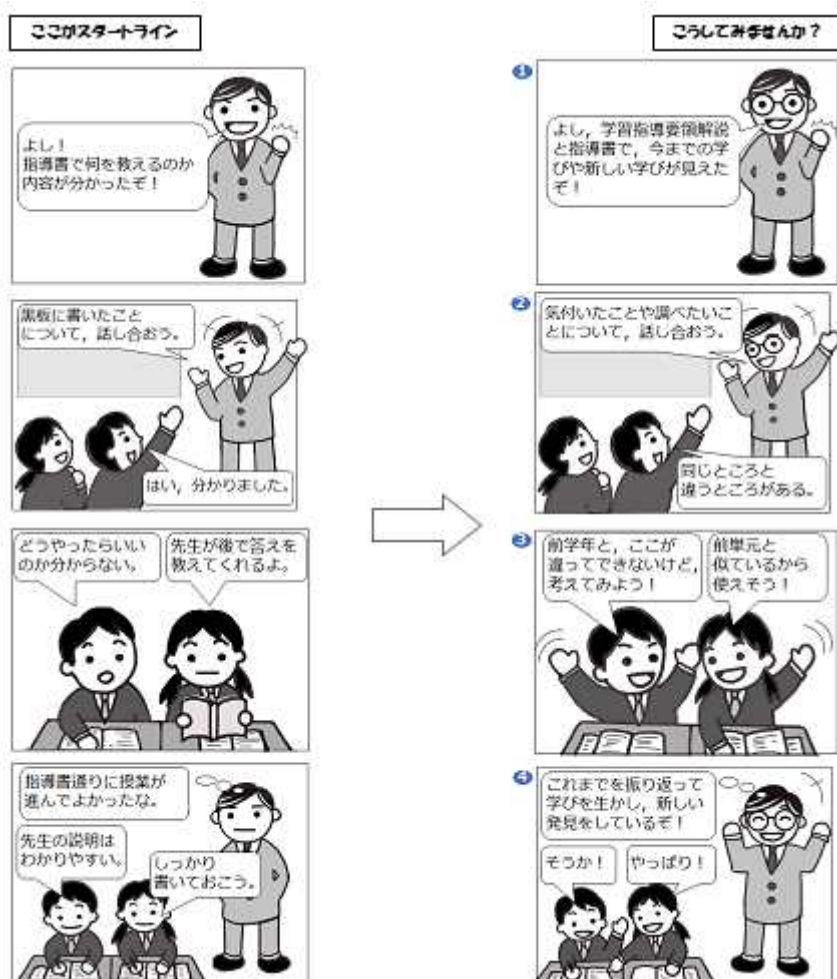 ここがスタートライン
よし！
指導書で何を教えるのか
内容が分かったぞ！
黒板に書いたこと
について，話し合おう。
はい，分かりました。
どうやったらいい
のか分からない。
先生が後で答えを
教えてくれるよ。
指導書通りに授業が
進んでよかったな。
先生の説明は
わかりやすい。
しっかり
書いておこう。
こうしてみませんか？
1
よし，学習指導要領解説
と指導書で，今までの学
びや新しい学びが見えた
ぞ！
2
気付いたことや調べたいこ
とについて，話し合おう。
同じところと
違うところがある。
3
前学年と，ここが
違ってできないけど，
考えてみよう！
前単元と
似ているから
使えそう！
4
これまでを振り返って
学びを生かし，新しい
発見をしているぞ！
そうか！
やっぱり！